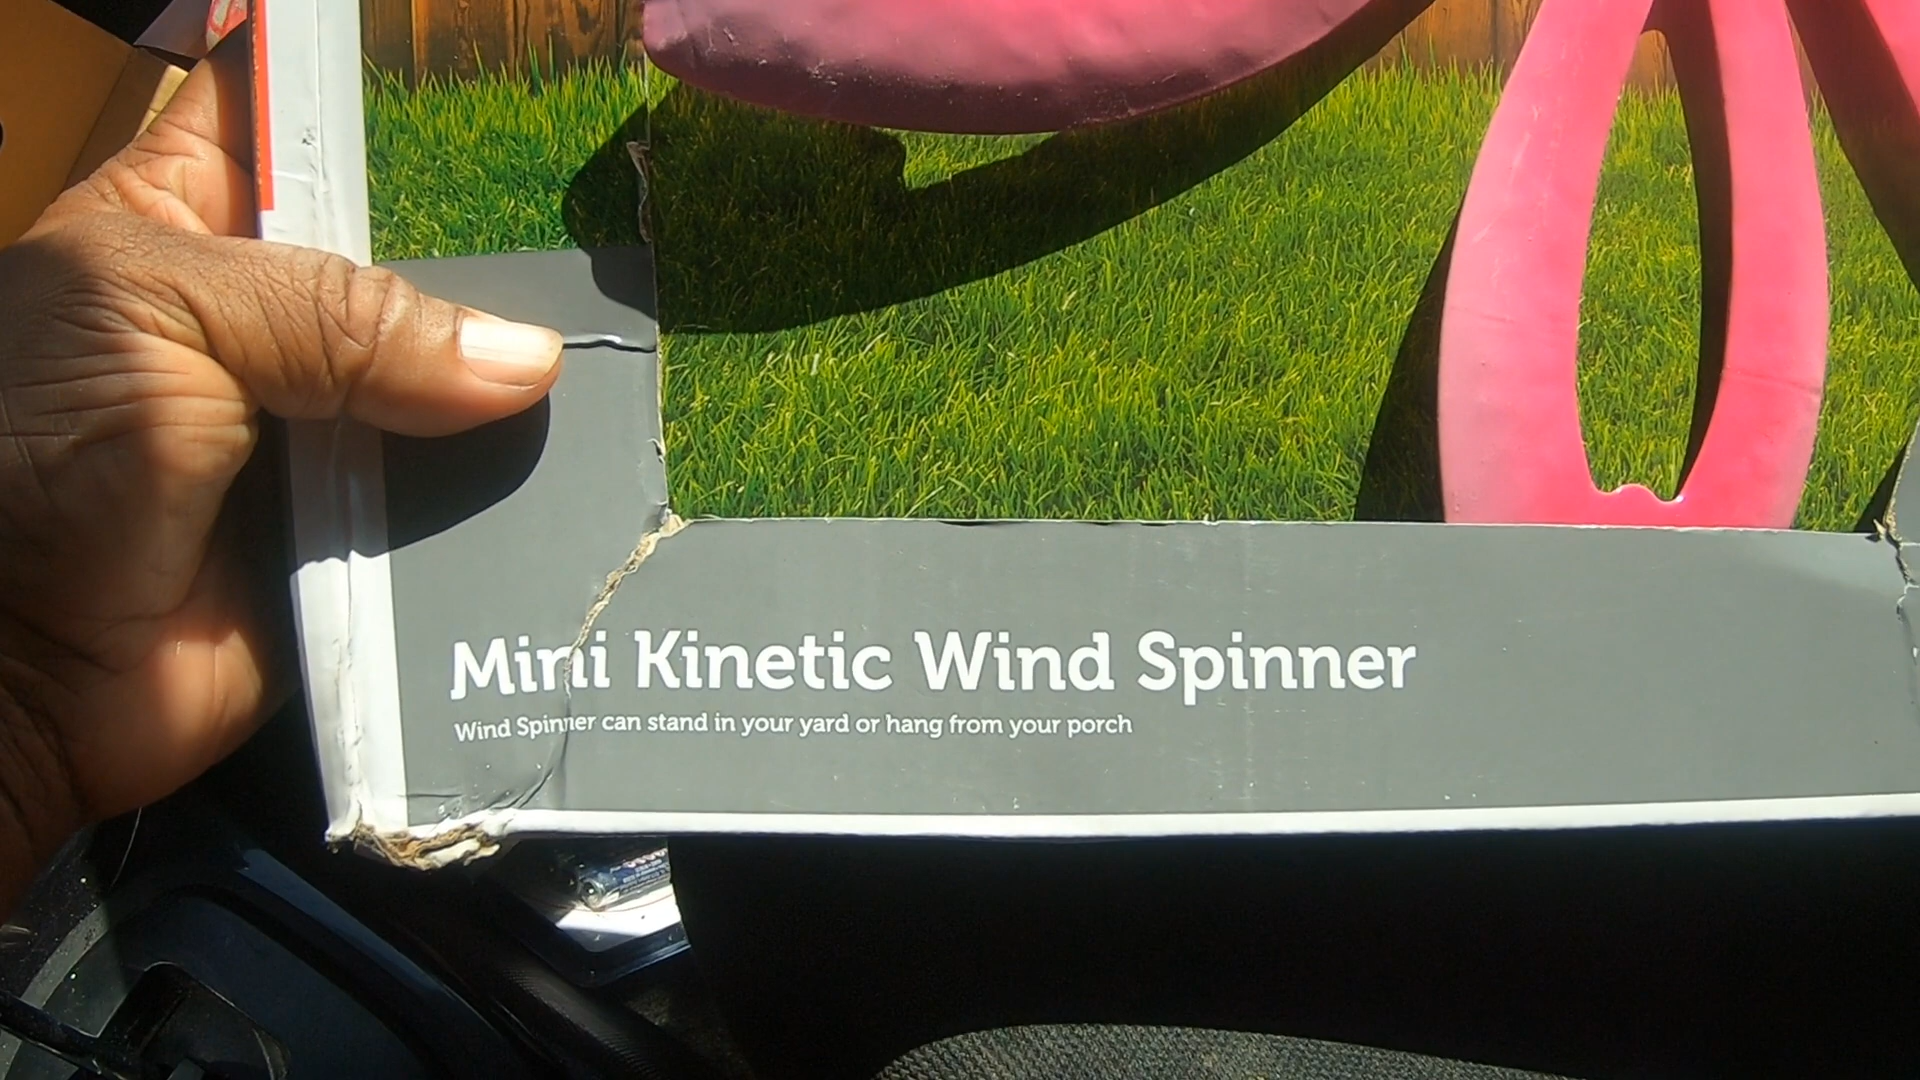 Mini Kinetic Wind Spinner
Wind Spinner can stand in your yard or hang from your porch